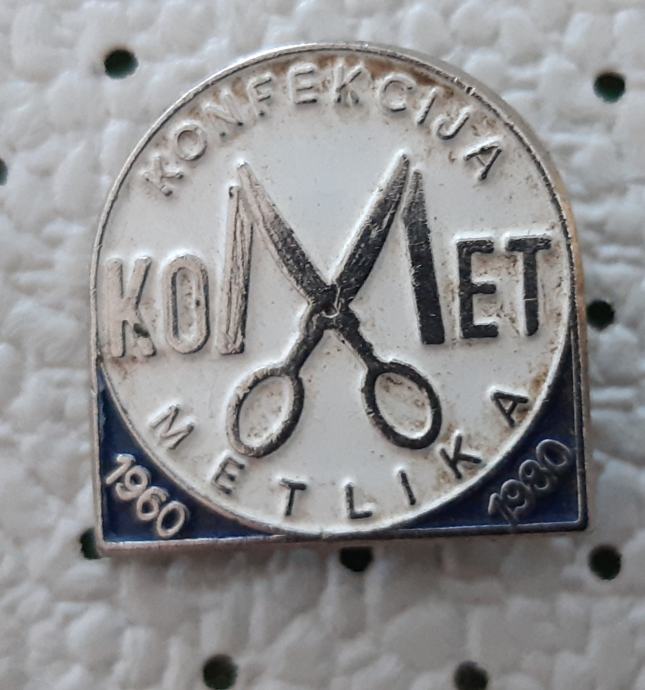 KONFEKCIJA
KOMET
METLIKA
1960 1980